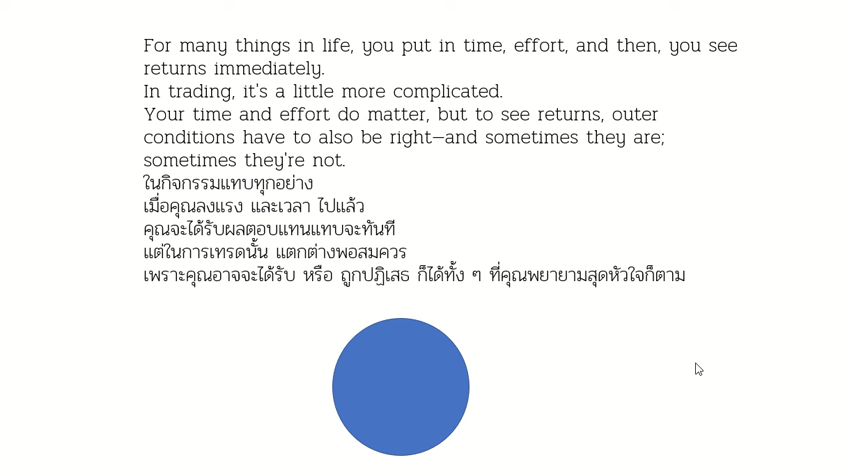 For many things in life, you put in time, effort, and then, you see
returns immediately.
In trading, it's a little more complicated.
Your time and effort do matter, but to see returns, outer
conditions have to also be right—and sometimes they are;
sometimes they're not.
ในกิจกรรมแทบทุกอย่าง
เมื่อคุณลงแรง และเวลา ไปแล้ว
คุณจะได้รับผลตอบแทนแทบจะทันที
แต่ในการเทรดนั้น แตกต่างพอสมควร
เพราะคุณอาจจะได้รับ หรือ ถูกปฏิเสธ ก็ได้ทั้ง ๆ ที่คุณพยายามสุดหัวใจก็ตาม